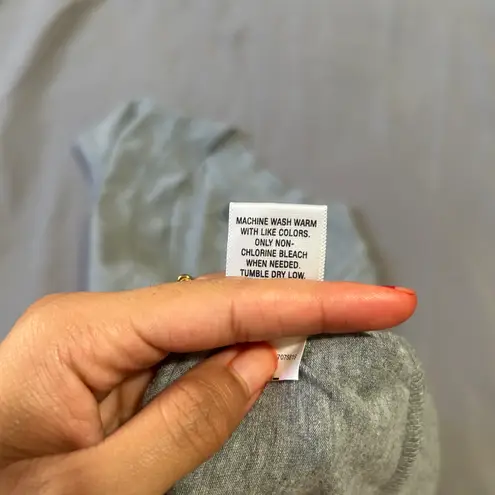 MACHINE WASH WARM
WITH LIKE COLORS.
ONLY NON-
CHLORINE BLEACH
WHEN NEEDED.
TUMBLE DRY LOW.